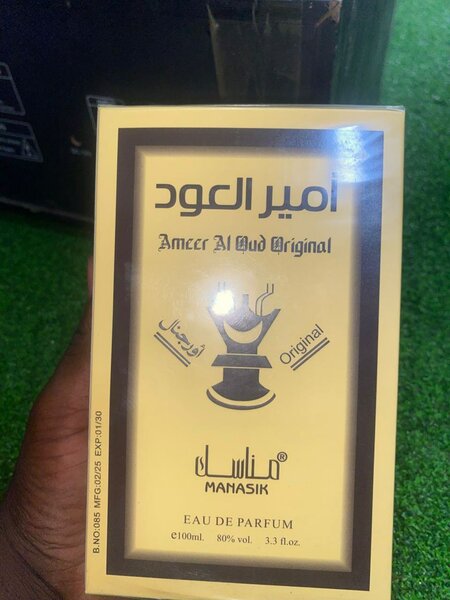 أمير العود
Ameer Al Oud Original
أورجنال
Original
مناسك®
MANASIK
EAU DE PARFUM
e100ml. 80% vol. 3.3 fl.oz.
B.NO:085 MFG:02/25 EXP:01/30